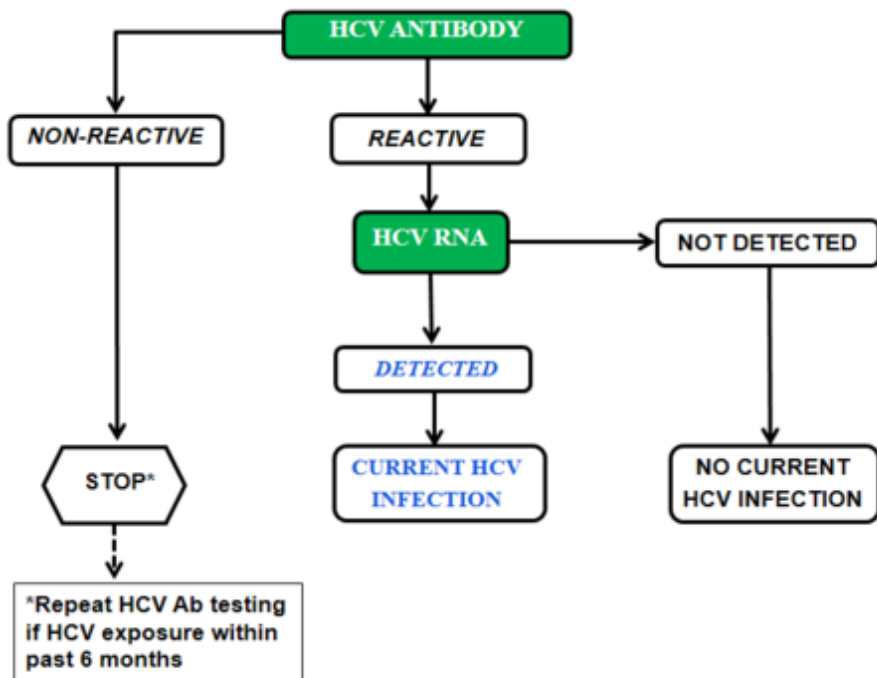 HCV ANTIBODY
NON-REACTIVE
REACTIVE
HCV RNA
NOT DETECTED
DETECTED
STOP*
CURRENT HCV
INFECTION
NO CURRENT
HCV INFECTION
*Repeat HCV Ab testing
if HCV exposure within
past 6 months